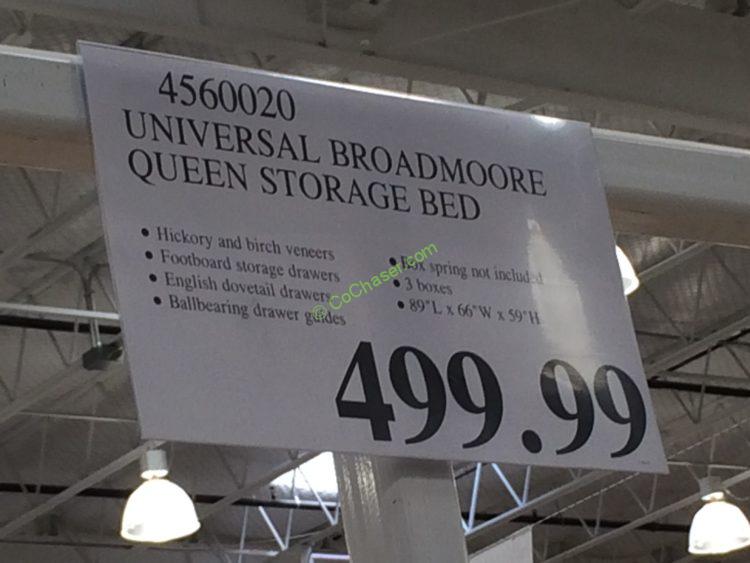 4560020
UNIVERSAL BROADMOORE
QUEEN STORAGE BED
• Hickory and birch veneers
• Footboard storage drawers
• English dovetail drawers
• Ballbearing drawer guides
• Box spring not included
• 3 boxes
• 89"L x 66"W x 59"H
© CoChaser.com
499.99